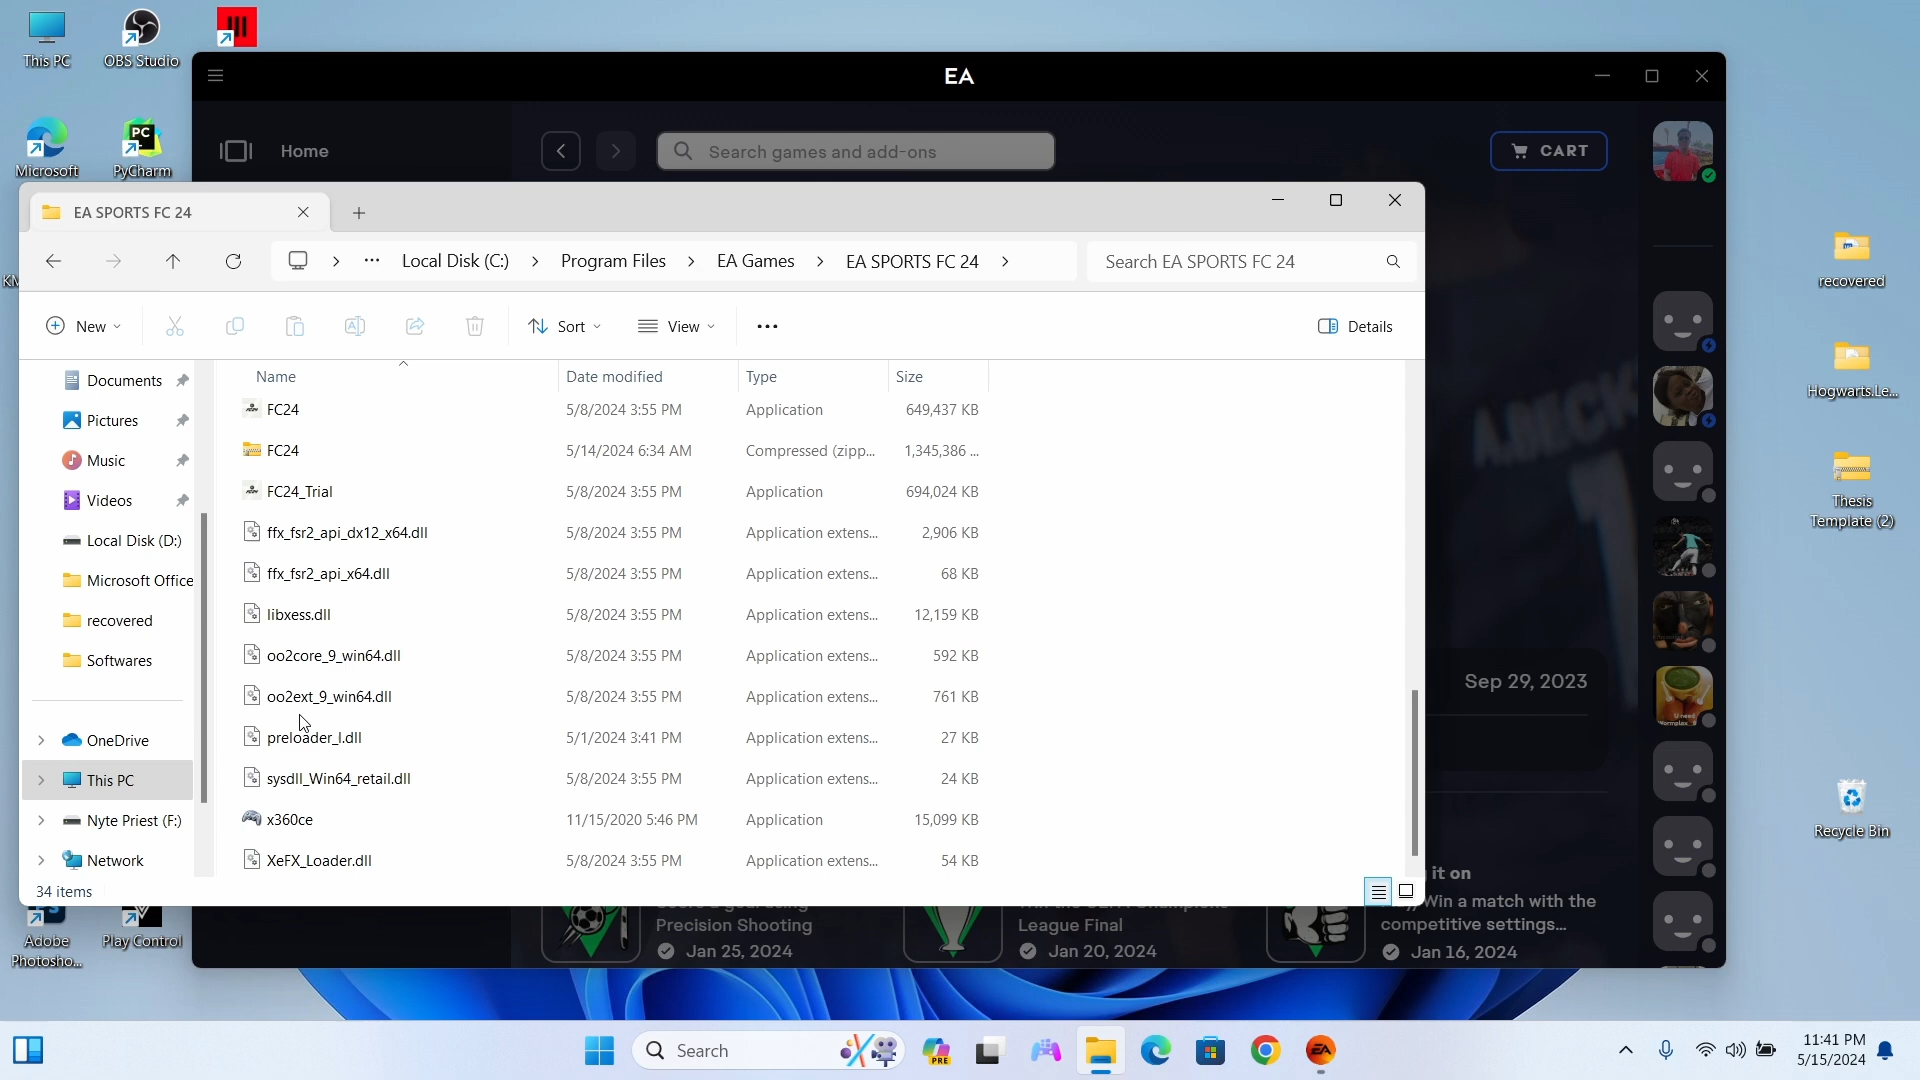 This PC
OBS Studio
EA
Microsoft
PyCharm
Home
Search games and add-ons
CART
EA SPORTS FC 24
Local Disk (C:)
Program Files
EA Games
EA SPORTS FC 24
Search EA SPORTS FC 24
New
Sort
View
Details
Name
Date modified
Type
Size
FC24 5/8/2024 3:55 PM Application 649,437 KB
FC24 5/14/2024 6:34 AM Compressed (zipp... 1,345,386 ...
FC24_Trial 5/8/2024 3:55 PM Application 694,024 KB
ffx_fsr2_api_dx12_x64.dll 5/8/2024 3:55 PM Application extens... 2,906 KB
ffx_fsr2_api_x64.dll 5/8/2024 3:55 PM Application extens... 68 KB
libxess.dll 5/8/2024 3:55 PM Application extens... 12,159 KB
oo2core_9_win64.dll 5/8/2024 3:55 PM Application extens... 592 KB
oo2ext_9_win64.dll 5/8/2024 3:55 PM Application extens... 761 KB
preloader_l.dll 5/1/2024 3:41 PM Application extens... 27 KB
sysdll_Win64_retail.dll 5/8/2024 3:55 PM Application extens... 24 KB
x360ce 11/15/2020 5:46 PM Application 15,099 KB
XeFX_Loader.dll 5/8/2024 3:55 PM Application extens... 54 KB
Documents
Pictures
Music
Videos
Local Disk (D:)
Microsoft Office
recovered
Softwares
OneDrive
This PC
Nyte Priest (F:)
Network
34 items
Sep 29, 2023
it on
Win a match with the
competitive settings...
Jan 16, 2024
Precision Shooting
Jan 25, 2024
League Final
Jan 20, 2024
Adobe
Photosho...
Play Control
recovered
Hogwarts.Le...
Thesis
Template (2)
Recycle Bin
Search
PRE
EA
11:41 PM
5/15/2024